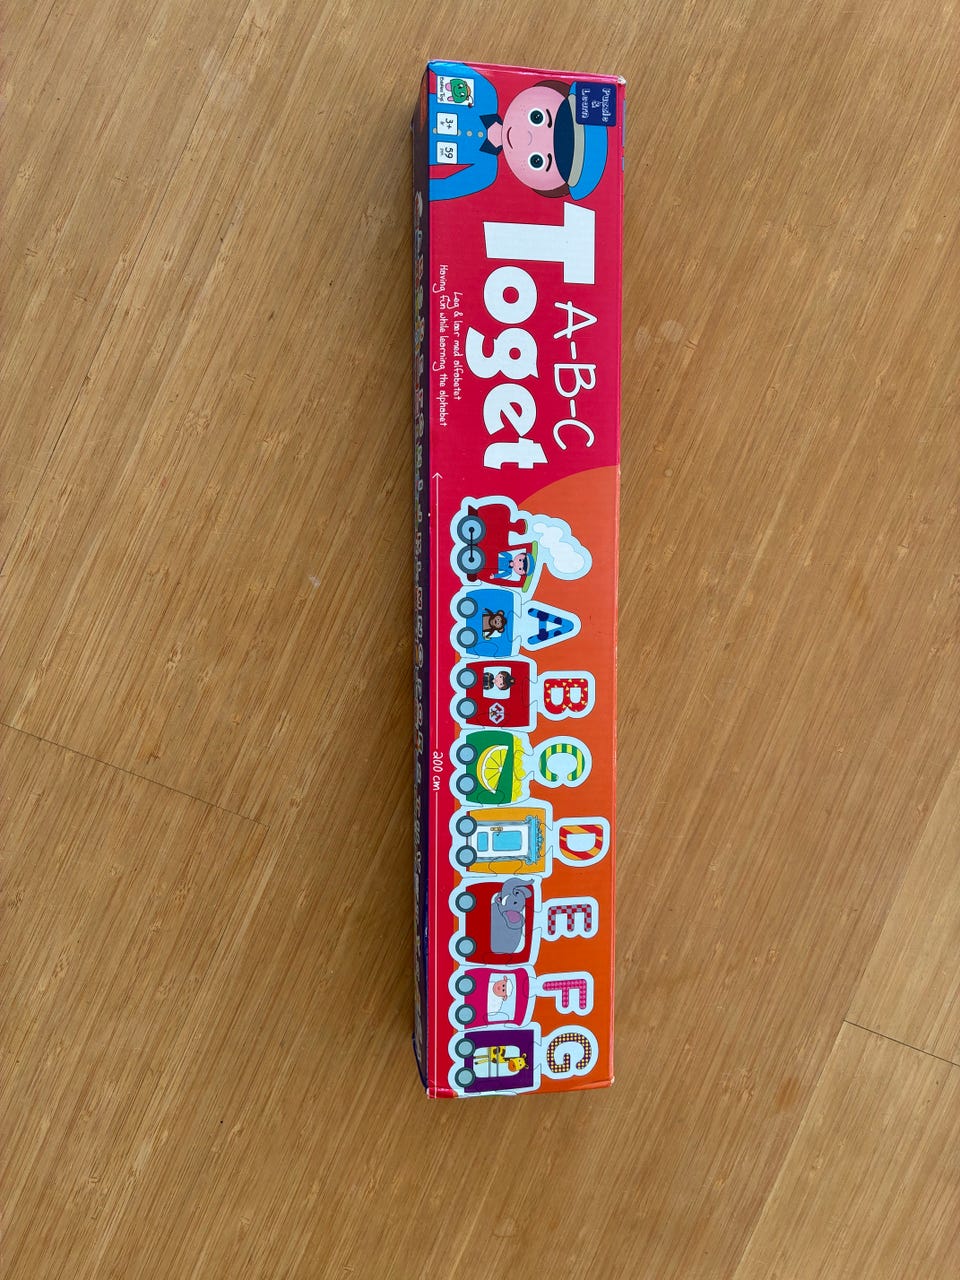 Puzzle
&
Learn
3+
59
A-B-C
Toget
Leg & lær med alfabetet
Having fun while learning the alphabet
200 cm
A B C D E F G